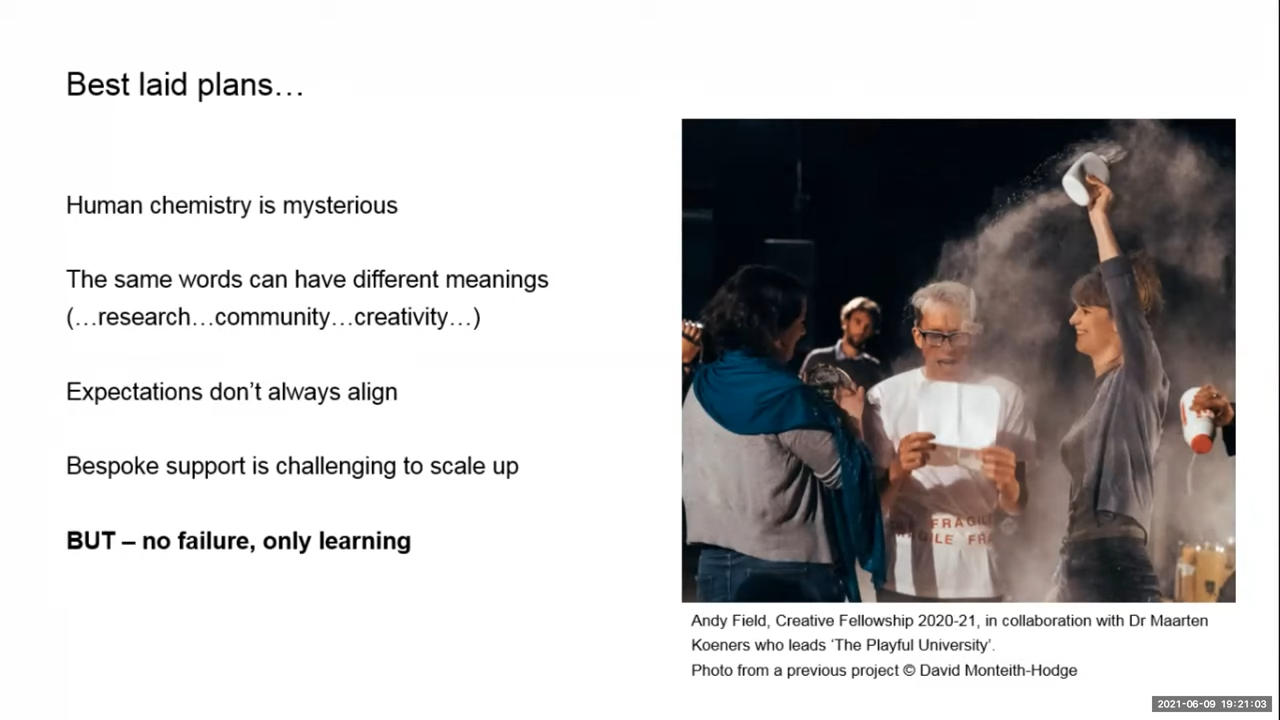 Best laid plans…
Human chemistry is mysterious
The same words can have different meanings
(…research…community…creativity…)
Expectations don’t always align
Bespoke support is challenging to scale up
BUT – no failure, only learning
FRAGIL
GILE FRA
Andy Field, Creative Fellowship 2020-21, in collaboration with Dr Maarten
Koeners who leads ‘The Playful University’.
Photo from a previous project © David Monteith-Hodge
2021-06-09 19:21:03